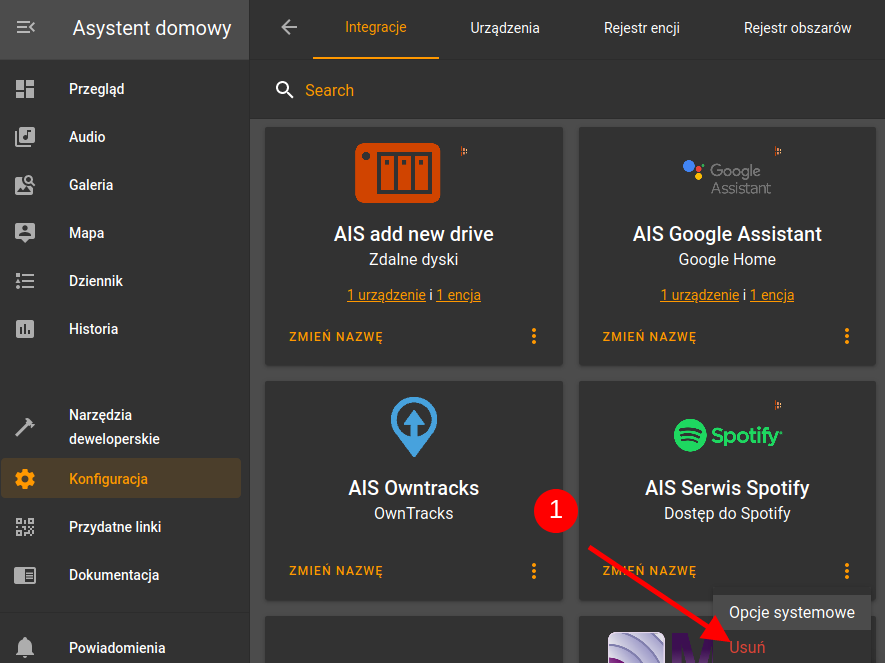 Asystent domowy
Integracje
Urządzenia
Rejestr encji
Rejestr obszarów
Search
Przegląd
Audio
Galeria
Mapa
Dziennik
Historia
Narzędzia
deweloperskie
Konfiguracja
Przydatne linki
Dokumentacja
Powiadomienia
AIS add new drive
Zdalne dyski
1 urządzenie i 1 encja
ZMIEŃ NAZWĘ
Google
Assistant
AIS Google Assistant
Google Home
1 urządzenie i 1 encja
ZMIEŃ NAZWĘ
AIS Owntracks
OwnTracks
ZMIEŃ NAZWĘ
Spotify
AIS Serwis Spotify
Dostęp do Spotify
ZMIEŃ NAZWĘ
1
Opcje systemowe
Usuń